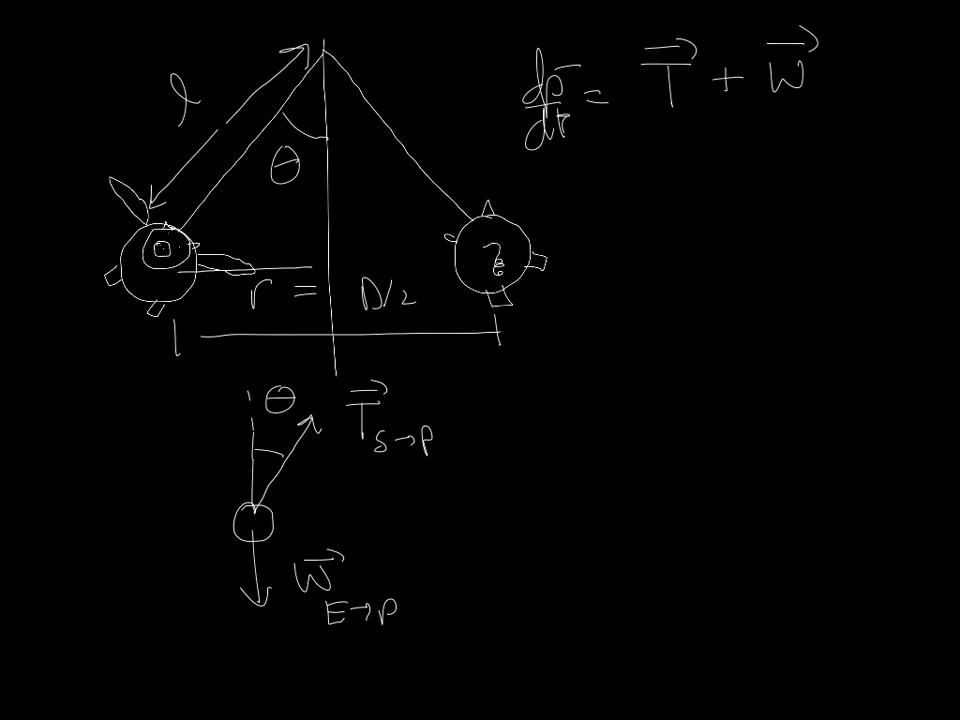 dp̄/dt = T⃗ + W⃗
l
θ
r = D/2
θ
T⃗ S→P
W⃗ E→P